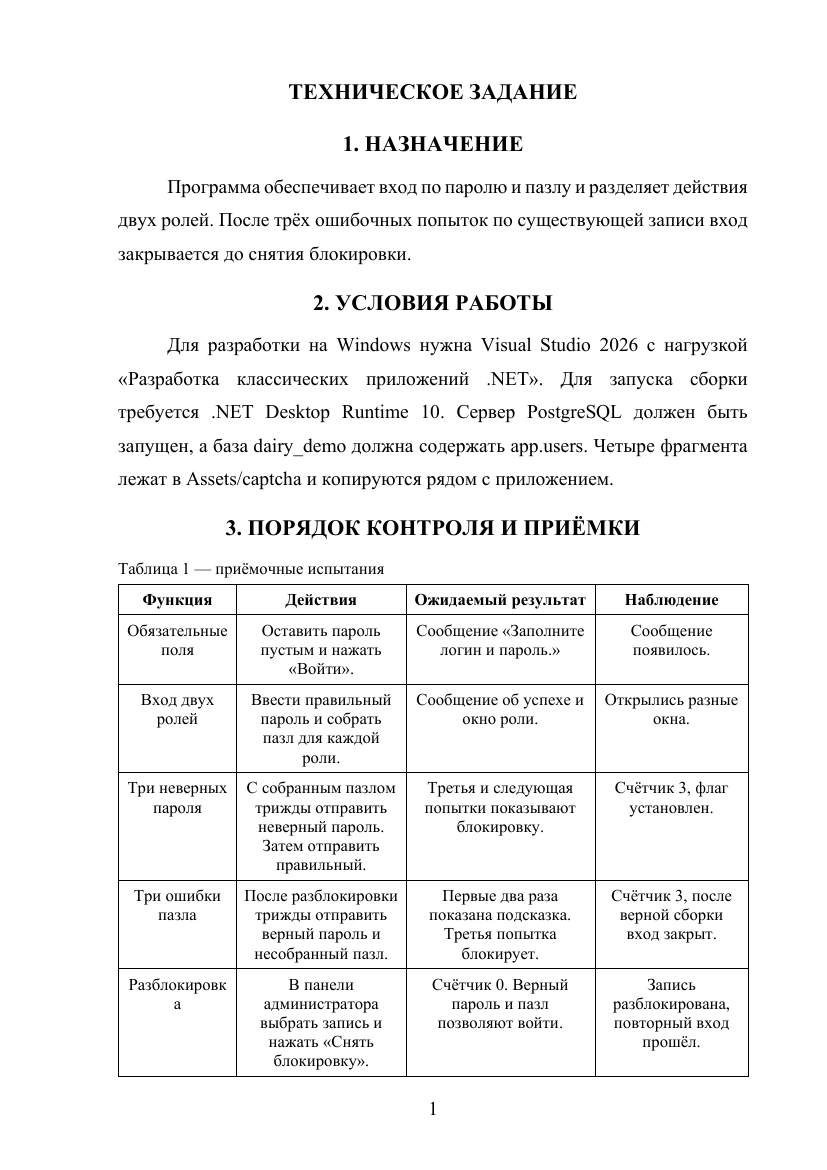 ТЕХНИЧЕСКОЕ ЗАДАНИЕ
1. НАЗНАЧЕНИЕ
Программа обеспечивает вход по паролю и пазлу и разделяет действия
двух ролей. После трёх ошибочных попыток по существующей записи вход
закрывается до снятия блокировки.
2. УСЛОВИЯ РАБОТЫ
Для разработки на Windows нужна Visual Studio 2026 с нагрузкой
«Разработка классических приложений .NET». Для запуска сборки
требуется .NET Desktop Runtime 10. Сервер PostgreSQL должен быть
запущен, а база dairy_demo должна содержать app.users. Четыре фрагмента
лежат в Assets/captcha и копируются рядом с приложением.
3. ПОРЯДОК КОНТРОЛЯ И ПРИЁМКИ
Таблица 1 — приёмочные испытания
Функция
Действия
Ожидаемый результат
Наблюдение
Обязательные
поля
Оставить пароль
пустым и нажать
«Войти».
Сообщение «Заполните
логин и пароль.»
Сообщение
появилось.
Вход двух
ролей
Ввести правильный
пароль и собрать
пазл для каждой
роли.
Сообщение об успехе и
окно роли.
Открылись разные
окна.
Три неверных
пароля
С собранным пазлом
трижды отправить
неверный пароль.
Затем отправить
правильный.
Третья и следующая
попытки показывают
блокировку.
Счётчик 3, флаг
установлен.
Три ошибки
пазла
После разблокировки
трижды отправить
верный пароль и
несобранный пазл.
Первые два раза
показана подсказка.
Третья попытка
блокирует.
Счётчик 3, после
верной сборки
вход закрыт.
Разблокировк
а
В панели
администратора
выбрать запись и
нажать «Снять
блокировку».
Счётчик 0. Верный
пароль и пазл
позволяют войти.
Запись
разблокирована,
повторный вход
прошёл.
1